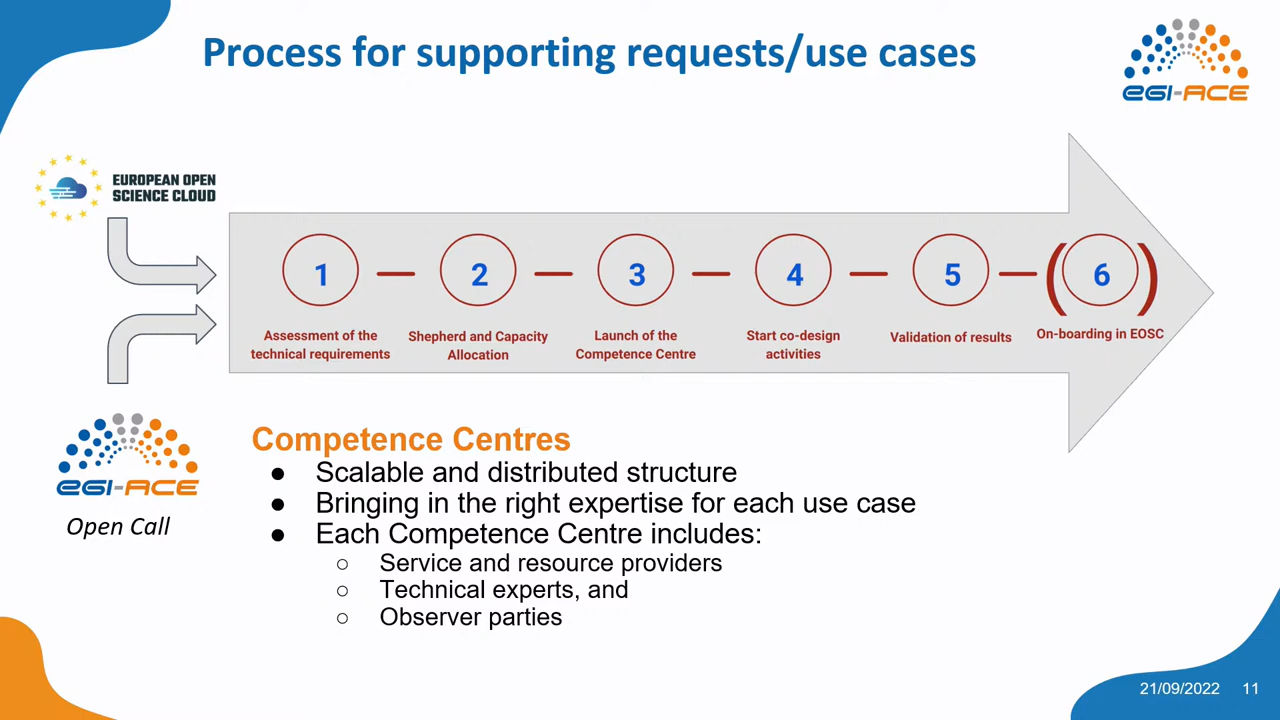 Process for supporting requests/use cases
EGI-ACE
EUROPEAN OPEN
SCIENCE CLOUD
1
2
3
4
5
( 6 )
Assessment of the
technical requirements
Shepherd and Capacity
Allocation
Launch of the
Competence Centre
Start co-design
activities
Validation of results
On-boarding in EOSC
EGI-ACE
Open Call
Competence Centres
● Scalable and distributed structure
● Bringing in the right expertise for each use case
● Each Competence Centre includes:
○ Service and resource providers
○ Technical experts, and
○ Observer parties
21/09/2022 11